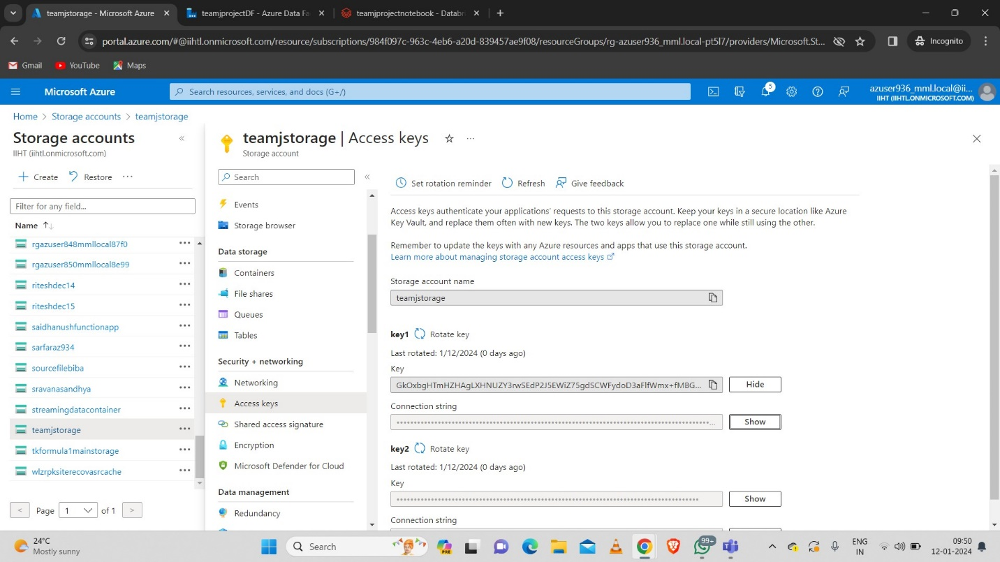 teamjstorage - Microsoft Azure
teamjprojectDF - Azure Data Fa
teamjprojectnotebook - Databri
portal.azure.com/#@iihtl.onmicrosoft.com/resource/subscriptions/984f097c-963c-4eb6-a20d-839457ae9f08/resourceGroups/rg-azuser936_mml.local-pt5l7/providers/Microsoft.St...
Incognito
Gmail
YouTube
Maps
Microsoft Azure
Search resources, services, and docs (G+/)
5
azuser936_mml.local@ii...
IIHT (IIHTL.ONMICROSOFT.COM)
Home > Storage accounts > teamjstorage
Storage accounts
IIHT (iihtl.onmicrosoft.com)
Create
Restore
Filter for any field...
Name
rgazuser848mmllocal87f0
rgazuser850mmllocal8e99
riteshdec14
riteshdec15
saidhanushfunctionapp
sarfaraz934
sourcefilebiba
sravanasandhya
streamingdatacontainer
teamjstorage
tkformula1mainstorage
wlzrpksiterecovasrcache
< Page 1 of 1 >
teamjstorage | Access keys
Storage account
Search
Events
Storage browser
Data storage
Containers
File shares
Queues
Tables
Security + networking
Networking
Access keys
Shared access signature
Encryption
Microsoft Defender for Cloud
Data management
Redundancy
Set rotation reminder
Refresh
Give feedback
Access keys authenticate your applications' requests to this storage account. Keep your keys in a secure location like Azure
Key Vault, and replace them often with new keys. The two keys allow you to replace one while still using the other.
Remember to update the keys with any Azure resources and apps that use this storage account.
Learn more about managing storage account access keys
Storage account name
teamjstorage
key1 Rotate key
Last rotated: 1/12/2024 (0 days ago)
Key
GkOxbgHTmHZHAgLXHNUZY3rwSEdP2J5EWiZ75gdSCWFydoD3aFlfWmx+fMBG...
Hide
Connection string
Show
key2 Rotate key
Last rotated: 1/12/2024 (0 days ago)
Key
Show
Connection string
24°C
Mostly sunny
Search
PRE
99+
ENG
IN
09:50
12-01-2024